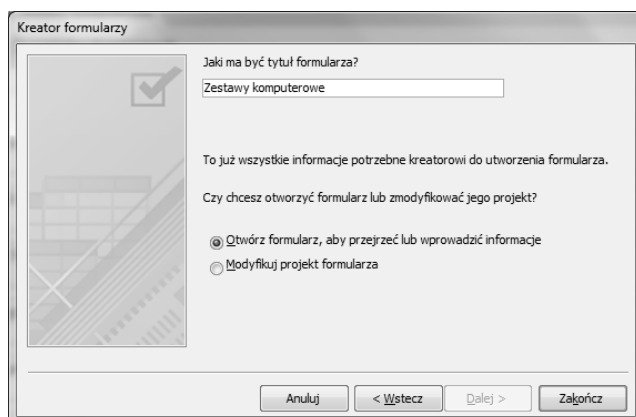 Kreator formularzy
Jaki ma być tytuł formularza?
Zestawy komputerowe
To już wszystkie informacje potrzebne kreatorowi do utworzenia formularza.
Czy chcesz otworzyć formularz lub zmodyfikować jego projekt?
Otwórz formularz, aby przejrzeć lub wprowadzić informacje
Modyfikuj projekt formularza
Anuluj < Wstecz Dalej > Zakończ